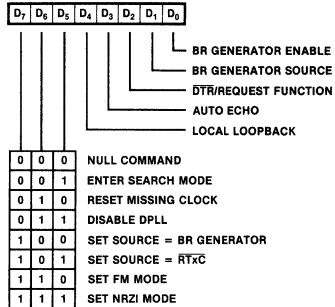 D7 D6 D5 D4 D3 D2 D1 D0
BR GENERATOR ENABLE
BR GENERATOR SOURCE
DTR/REQUEST FUNCTION
AUTO ECHO
LOCAL LOOPBACK
0 0 0 NULL COMMAND
0 0 1 ENTER SEARCH MODE
0 1 0 RESET MISSING CLOCK
0 1 1 DISABLE DPLL
1 0 0 SET SOURCE = BR GENERATOR
1 0 1 SET SOURCE = RTxC
1 1 0 SET FM MODE
1 1 1 SET NRZI MODE